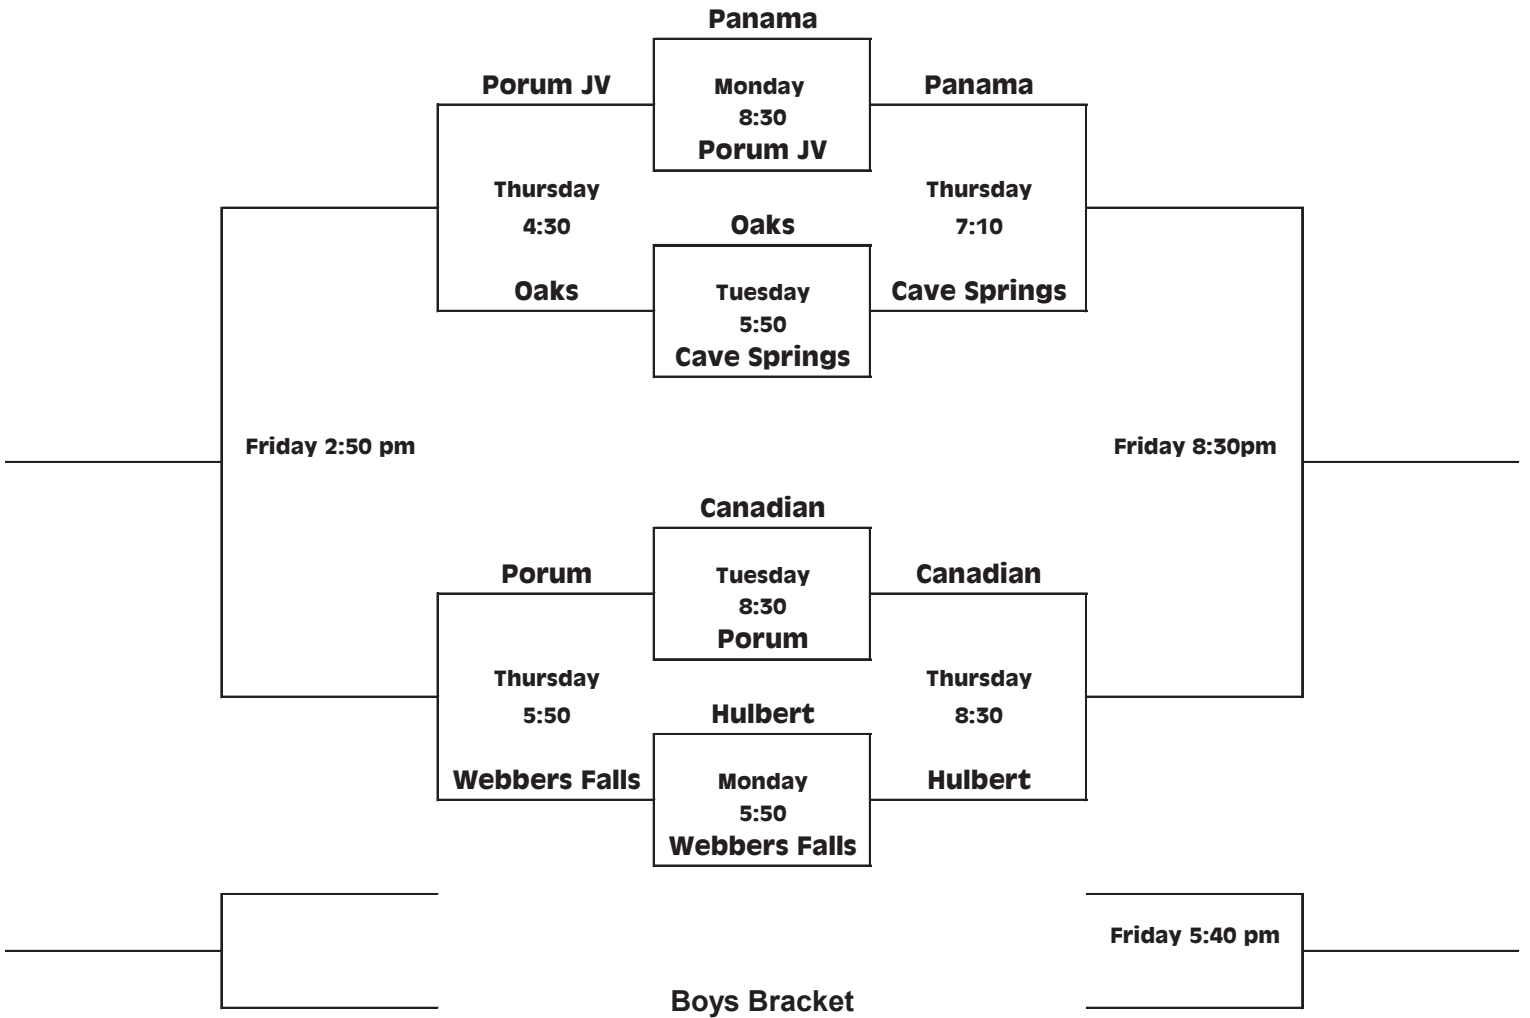 Panama
Porum JV
Monday
Panama
8:30
Porum JV
Thursday
Thursday
4:30
Oaks
7:10
Oaks
Tuesday
Cave Springs
5:50
Cave Springs
Friday 2:50 pm
Friday 8:30pm
Canadian
Porum
Tuesday
Canadian
8:30
Porum
Thursday
Thursday
5:50
Hulbert
8:30
Webbers Falls
Monday
Hulbert
5:50
Webbers Falls
Friday 5:40 pm
Boys Bracket